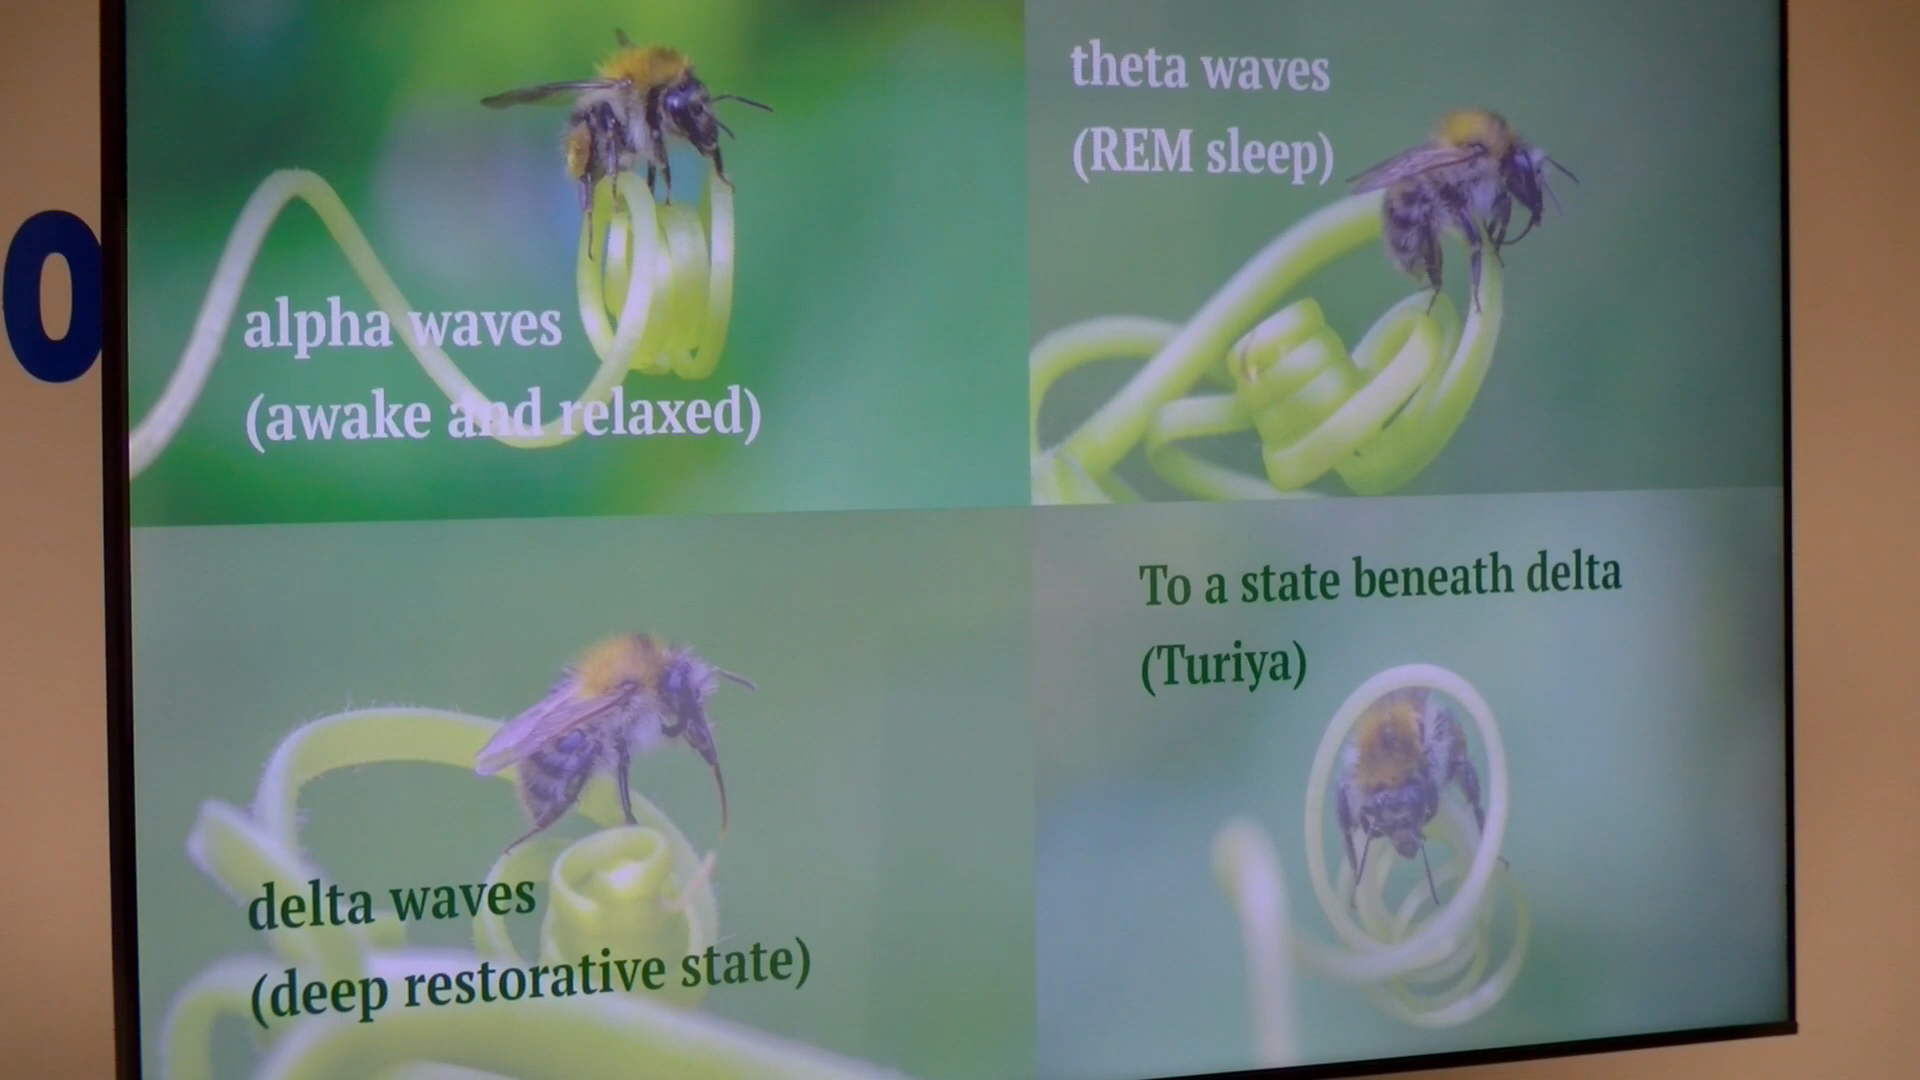 0
alpha waves
(awake and relaxed)
theta waves
(REM sleep)
delta waves
(deep restorative state)
To a state beneath delta
(Turiya)